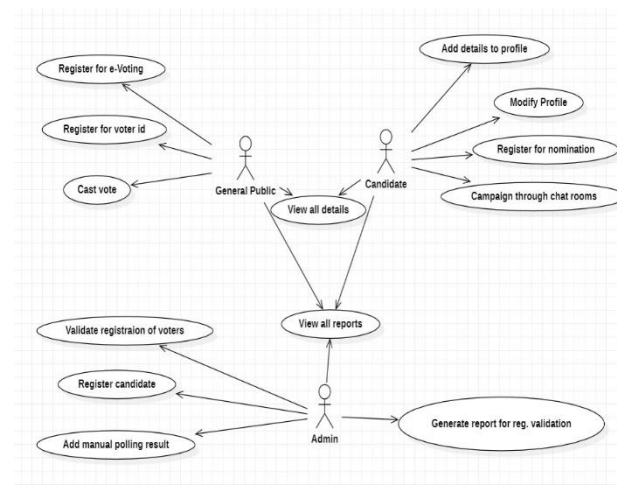 Add details to profile
Register for e-Voting
Modify Profile
Register for voter id
Register for nomination
General Public
Candidate
Cast vote
View all details
Campaign through chat rooms
View all reports
Validate registraion of voters
Register candidate
Generate report for reg. validation
Admin
Add manual polling result